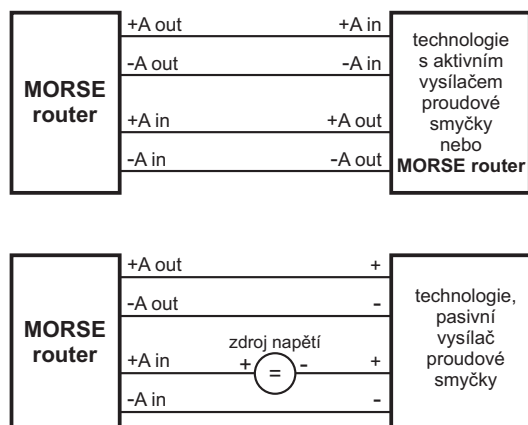 +A out
-A out
+A in
-A in
MORSE
router
+A in
-A in
+A out
-A out
technologie
s aktivním
vysílačem
proudové
smyčky
nebo
MORSE router
+A out
-A out
+A in
-A in
MORSE
router
zdroj napětí
+ = -
+
-
+
-
technologie,
pasivní
vysílač
proudové
smyčky